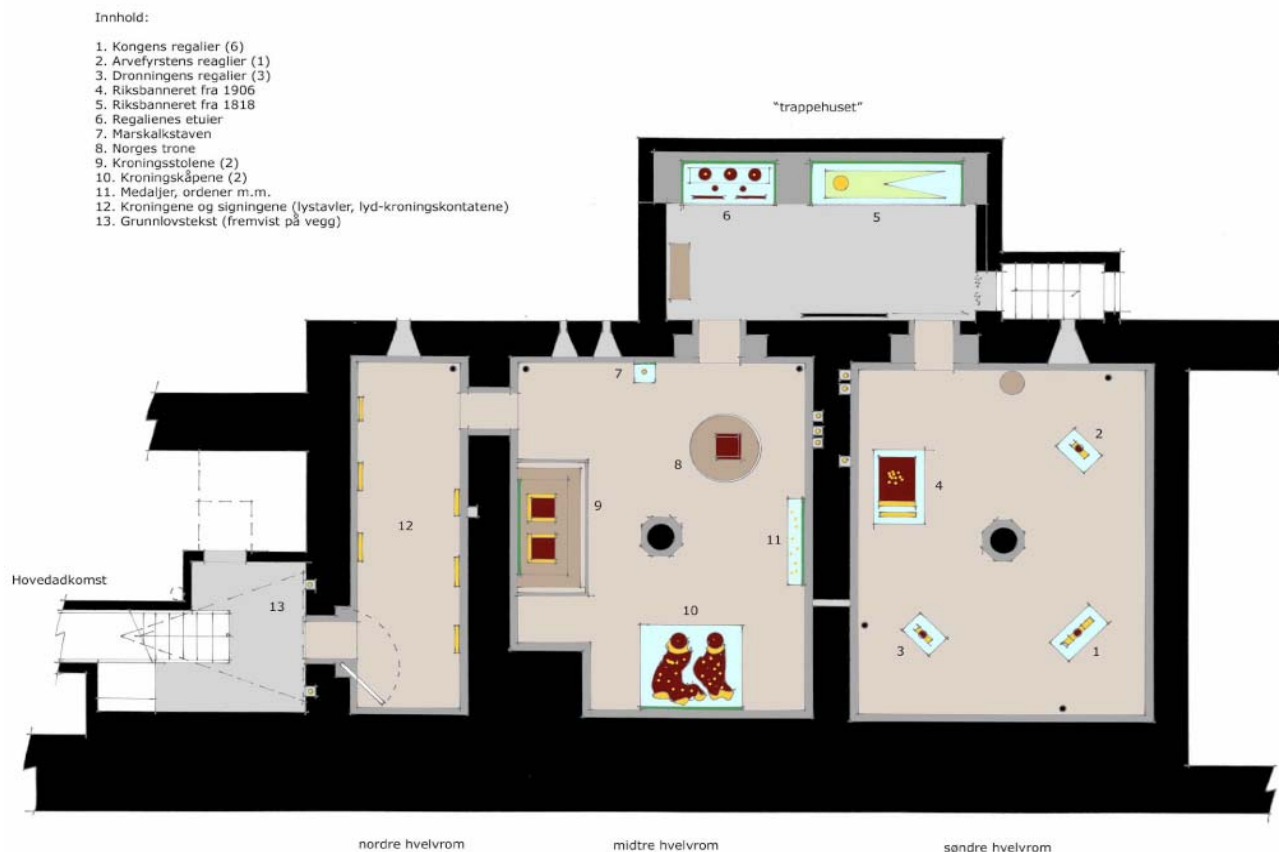 Innhold:
1. Kongens regalier (6)
2. Arvefyrstens reaglier (1)
3. Dronningens regalier (3)
4. Riksbanneret fra 1906
5. Riksbanneret fra 1818
6. Regalienes etuier
7. Marskalkstaven
8. Norges trone
9. Kroningsstolene (2)
10. Kroningskåpene (2)
11. Medaljer, ordener m.m.
12. Kroningene og signingene (lystavler, lyd-kroningskontatene)
13. Grunnlovstekst (fremvist på vegg)
"trappehuset"
6
5
7
8
2
4
9
12
11
Hovedadkomst
13
10
3
1
nordre hvelvrom
midtre hvelvrom
søndre hvelvrom